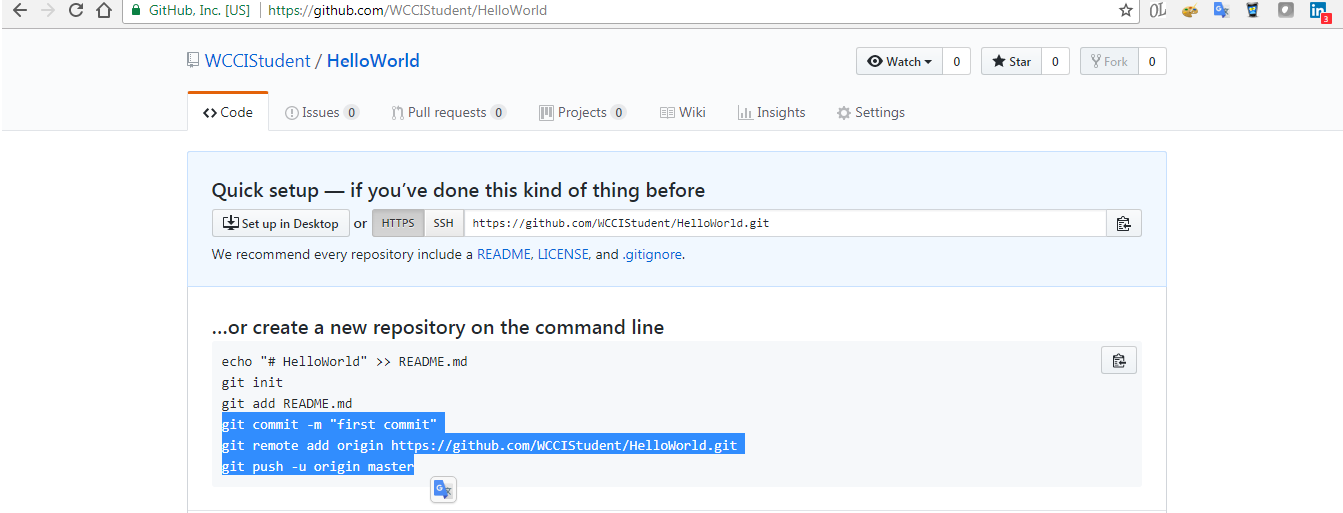 GitHub, Inc. [US] https://github.com/WCCIStudent/HelloWorld OL 3
WCCIStudent / HelloWorld Watch 0 Star 0 Fork 0
Code Issues 0 Pull requests 0 Projects 0 Wiki Insights Settings
Quick setup — if you’ve done this kind of thing before
Set up in Desktop or HTTPS SSH https://github.com/WCCIStudent/HelloWorld.git
We recommend every repository include a README, LICENSE, and .gitignore.
…or create a new repository on the command line
echo "# HelloWorld" >> README.md
git init
git add README.md
git commit -m "first commit"
git remote add origin https://github.com/WCCIStudent/HelloWorld.git
git push -u origin master